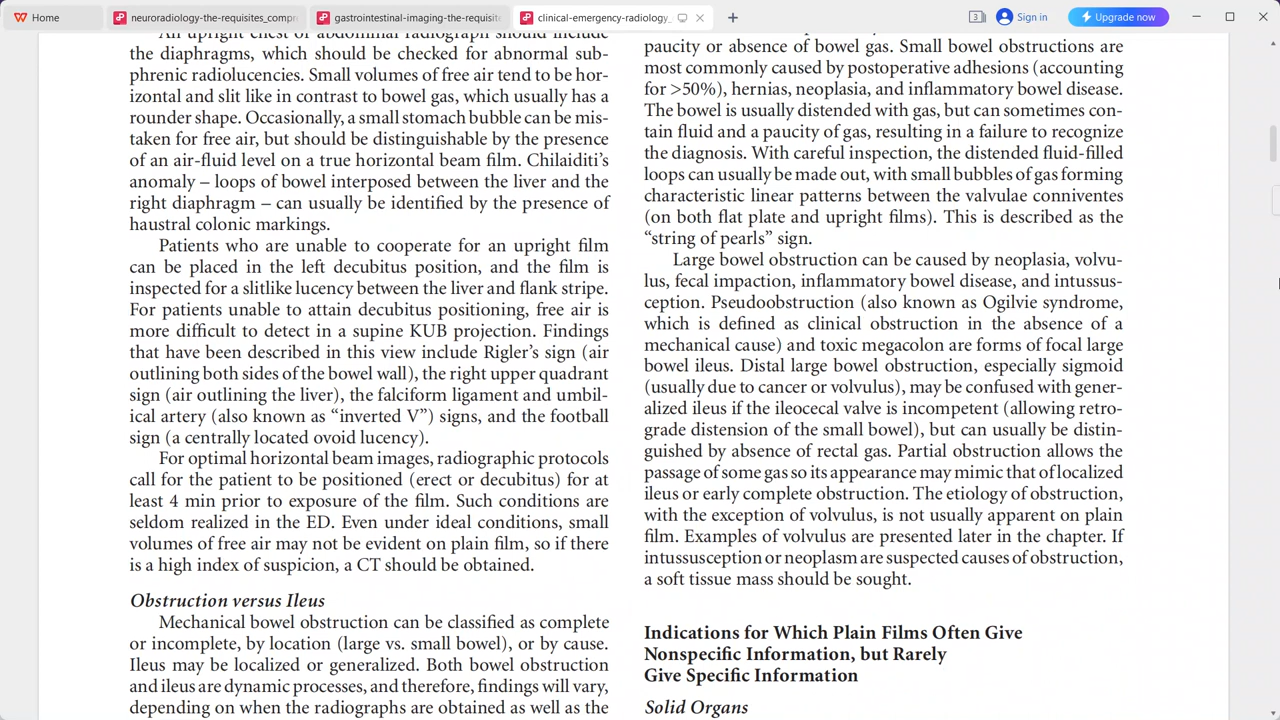 Home
neuroradiology-the-requisites_compr
gastrointestinal-imaging-the-requisite
clinical-emergency-radiology_
3
Sign in
Upgrade now
An upright chest or abdominal radiograph should include
the diaphragms, which should be checked for abnormal sub-
phrenic radiolucencies. Small volumes of free air tend to be hor-
izontal and slit like in contrast to bowel gas, which usually has a
rounder shape. Occasionally, a small stomach bubble can be mis-
taken for free air, but should be distinguishable by the presence
of an air-fluid level on a true horizontal beam film. Chilaiditi’s
anomaly – loops of bowel interposed between the liver and the
right diaphragm – can usually be identified by the presence of
haustral colonic markings.
Patients who are unable to cooperate for an upright film
can be placed in the left decubitus position, and the film is
inspected for a slitlike lucency between the liver and flank stripe.
For patients unable to attain decubitus positioning, free air is
more difficult to detect in a supine KUB projection. Findings
that have been described in this view include Rigler’s sign (air
outlining both sides of the bowel wall), the right upper quadrant
sign (air outlining the liver), the falciform ligament and umbil-
ical artery (also known as “inverted V”) signs, and the football
sign (a centrally located ovoid lucency).
For optimal horizontal beam images, radiographic protocols
call for the patient to be positioned (erect or decubitus) for at
least 4 min prior to exposure of the film. Such conditions are
seldom realized in the ED. Even under ideal conditions, small
volumes of free air may not be evident on plain film, so if there
is a high index of suspicion, a CT should be obtained.
Obstruction versus Ileus
Mechanical bowel obstruction can be classified as complete
or incomplete, by location (large vs. small bowel), or by cause.
Ileus may be localized or generalized. Both bowel obstruction
and ileus are dynamic processes, and therefore, findings will vary,
depending on when the radiographs are obtained as well as the
paucity or absence of bowel gas. Small bowel obstructions are
most commonly caused by postoperative adhesions (accounting
for >50%), hernias, neoplasia, and inflammatory bowel disease.
The bowel is usually distended with gas, but can sometimes con-
tain fluid and a paucity of gas, resulting in a failure to recognize
the diagnosis. With careful inspection, the distended fluid-filled
loops can usually be made out, with small bubbles of gas forming
characteristic linear patterns between the valvulae conniventes
(on both flat plate and upright films). This is described as the
“string of pearls” sign.
Large bowel obstruction can be caused by neoplasia, volvu-
lus, fecal impaction, inflammatory bowel disease, and intussus-
ception. Pseudoobstruction (also known as Ogilvie syndrome,
which is defined as clinical obstruction in the absence of a
mechanical cause) and toxic megacolon are forms of focal large
bowel ileus. Distal large bowel obstruction, especially sigmoid
(usually due to cancer or volvulus), may be confused with gener-
alized ileus if the ileocecal valve is incompetent (allowing retro-
grade distension of the small bowel), but can usually be distin-
guished by absence of rectal gas. Partial obstruction allows the
passage of some gas so its appearance may mimic that of localized
ileus or early complete obstruction. The etiology of obstruction,
with the exception of volvulus, is not usually apparent on plain
film. Examples of volvulus are presented later in the chapter. If
intussusception or neoplasm are suspected causes of obstruction,
a soft tissue mass should be sought.
Indications for Which Plain Films Often Give
Nonspecific Information, but Rarely
Give Specific Information
Solid Organs